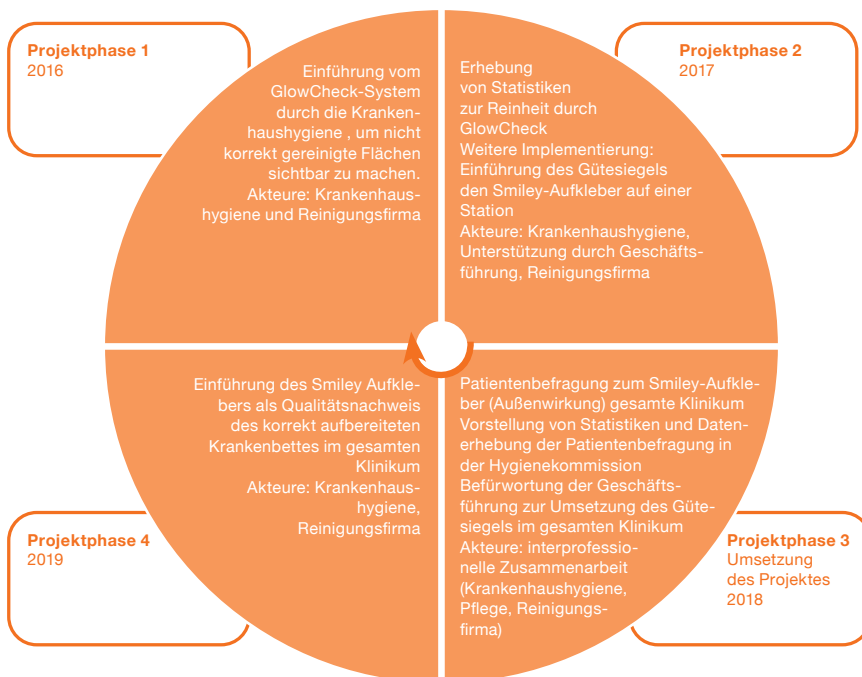 Projektphase 1
2016
Einführung vom
GlowCheck-System
durch die Kranken-
haushygiene , um nicht
korrekt gereinigte Flächen
sichtbar zu machen.
Akteure: Krankenhaus-
hygiene und Reinigungsfirma
Projektphase 2
2017
Erhebung
von Statistiken
zur Reinheit durch
GlowCheck
Weitere Implementierung:
Einführung des Gütesiegels
den Smiley-Aufkleber auf einer
Station
Akteure: Krankenhaushygiene,
Unterstützung durch Geschäfts-
führung, Reinigungsfirma
Patientenbefragung zum Smiley-Aufkle-
ber (Außenwirkung) gesamte Klinikum
Vorstellung von Statistiken und Daten-
erhebung der Patientenbefragung in
der Hygienekommission
Befürwortung der Geschäfts-
führung zur Umsetzung des Güte-
siegels im gesamten Klinikum
Akteure: interprofessio-
nelle Zusammenarbeit
(Krankenhaushygiene,
Pflege, Reinigungs-
firma)
Projektphase 3
Umsetzung
des Projektes
2018
Einführung des Smiley Aufkle-
bers als Qualitätsnachweis
des korrekt aufbereiteten
Krankenbettes im gesamten
Klinikum
Akteure: Krankenhaus-
hygiene,
Reinigungsfirma
Projektphase 4
2019